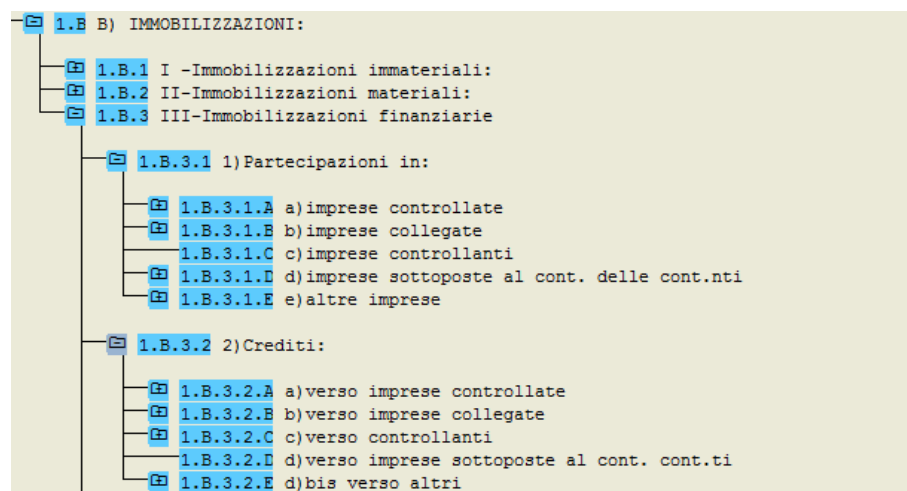 1.B B) IMMOBILIZZAZIONI:
1.B.1 I -Immobilizzazioni immateriali:
1.B.2 II-Immobilizzazioni materiali:
1.B.3 III-Immobilizzazioni finanziarie
1.B.3.1 1)Partecipazioni in:
1.B.3.1.A a)imprese controllate
1.B.3.1.B b)imprese collegate
1.B.3.1.C c)imprese controllanti
1.B.3.1.D d)imprese sottoposte al cont. delle cont.nti
1.B.3.1.E e)altre imprese
1.B.3.2 2)Crediti:
1.B.3.2.A a)verso imprese controllate
1.B.3.2.B b)verso imprese collegate
1.B.3.2.C c)verso controllanti
1.B.3.2.D d)verso imprese sottoposte al cont. cont.ti
1.B.3.2.E d)bis verso altri